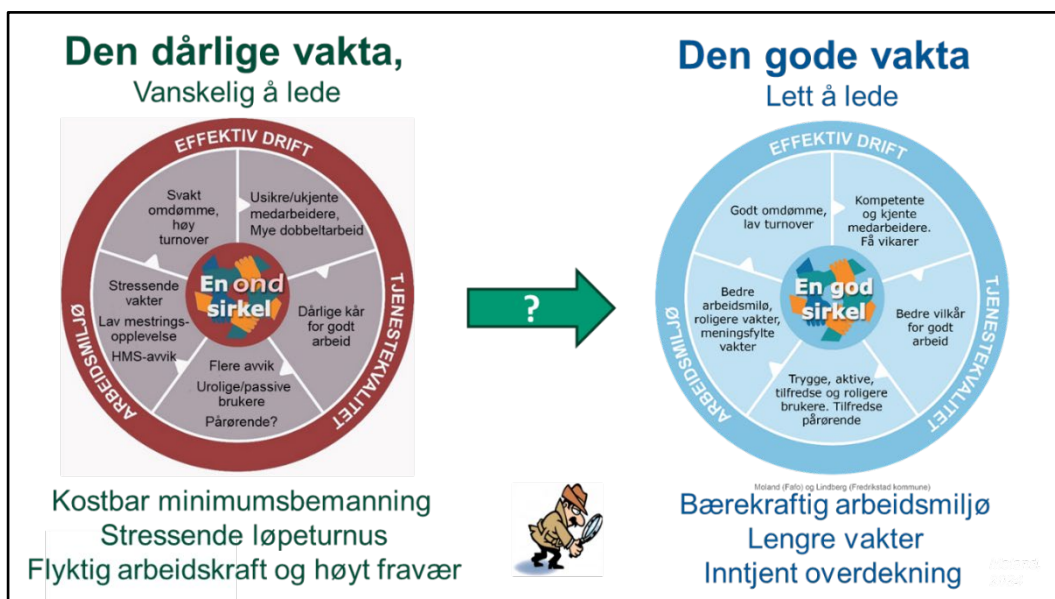 Den dårlige vakta,
Vanskelig å lede
EFFEKTIV DRIFT
TJENESTEKVALITET
ARBEIDSMILJØ
Usikre/ukjente
medarbeidere,
Mye dobbeltarbeid
Dårlige kår
for godt
arbeid
Flere avvik
Urolige/passive
brukere
Pårørende?
Stressende
vakter
Lav mestrings-
opplevelse
HMS-avvik
Svakt
omdømme,
høy
turnover
En ond
sirkel
Kostbar minimumsbemanning
Stressende løpeturnus
Flyktig arbeidskraft og høyt fravær
?
Den gode vakta
Lett å lede
EFFEKTIV DRIFT
TJENESTEKVALITET
ARBEIDSMILJØ
Kompetente
og kjente
medarbeidere.
Få vikarer
Bedre vilkår
for godt
arbeid
Trygge, aktive,
tilfredse og roligere
brukere. Tilfredse
pårørende
Bedre
arbeidsmilø,
roligere vakter,
meningsfylte
vakter
Godt omdømme,
lav turnover
En god
sirkel
Moland (Fafo) og Lindberg (Fredrikstad kommune)
Bærekraftig arbeidsmiljø
Lengre vakter
Inntjent overdekning